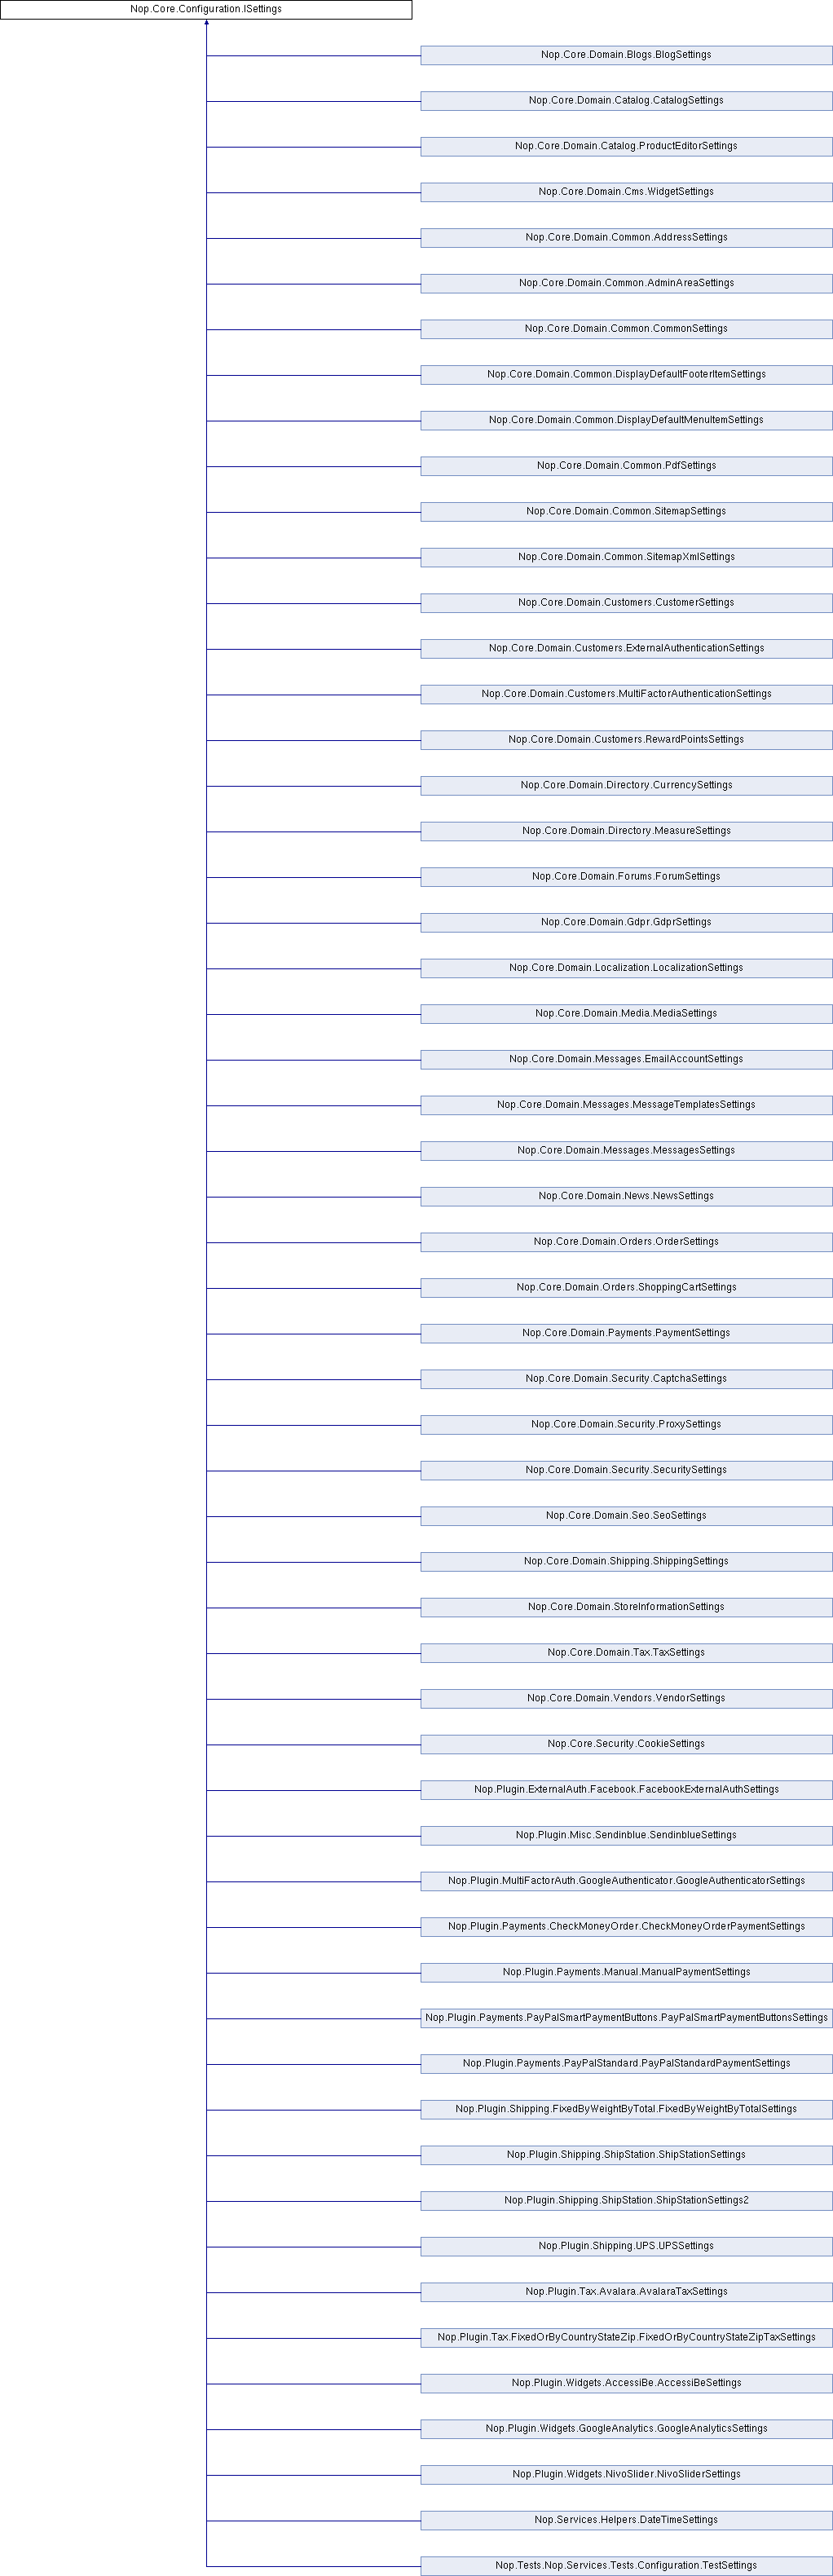 Nop.Core.Configuration.ISettings
Nop.Core.Domain.Blogs.BlogSettings
Nop.Core.Domain.Catalog.CatalogSettings
Nop.Core.Domain.Catalog.ProductEditorSettings
Nop.Core.Domain.Cms.WidgetSettings
Nop.Core.Domain.Common.AddressSettings
Nop.Core.Domain.Common.AdminAreaSettings
Nop.Core.Domain.Common.CommonSettings
Nop.Core.Domain.Common.DisplayDefaultFooterItemSettings
Nop.Core.Domain.Common.DisplayDefaultMenuItemSettings
Nop.Core.Domain.Common.PdfSettings
Nop.Core.Domain.Common.SitemapSettings
Nop.Core.Domain.Common.SitemapXmlSettings
Nop.Core.Domain.Customers.CustomerSettings
Nop.Core.Domain.Customers.ExternalAuthenticationSettings
Nop.Core.Domain.Customers.MultiFactorAuthenticationSettings
Nop.Core.Domain.Customers.RewardPointsSettings
Nop.Core.Domain.Directory.CurrencySettings
Nop.Core.Domain.Directory.MeasureSettings
Nop.Core.Domain.Forums.ForumSettings
Nop.Core.Domain.Gdpr.GdprSettings
Nop.Core.Domain.Localization.LocalizationSettings
Nop.Core.Domain.Media.MediaSettings
Nop.Core.Domain.Messages.EmailAccountSettings
Nop.Core.Domain.Messages.MessageTemplatesSettings
Nop.Core.Domain.Messages.MessagesSettings
Nop.Core.Domain.News.NewsSettings
Nop.Core.Domain.Orders.OrderSettings
Nop.Core.Domain.Orders.ShoppingCartSettings
Nop.Core.Domain.Payments.PaymentSettings
Nop.Core.Domain.Security.CaptchaSettings
Nop.Core.Domain.Security.ProxySettings
Nop.Core.Domain.Security.SecuritySettings
Nop.Core.Domain.Seo.SeoSettings
Nop.Core.Domain.Shipping.ShippingSettings
Nop.Core.Domain.StoreInformationSettings
Nop.Core.Domain.Tax.TaxSettings
Nop.Core.Domain.Vendors.VendorSettings
Nop.Core.Security.CookieSettings
Nop.Plugin.ExternalAuth.Facebook.FacebookExternalAuthSettings
Nop.Plugin.Misc.Sendinblue.SendinblueSettings
Nop.Plugin.MultiFactorAuth.GoogleAuthenticator.GoogleAuthenticatorSettings
Nop.Plugin.Payments.CheckMoneyOrder.CheckMoneyOrderPaymentSettings
Nop.Plugin.Payments.Manual.ManualPaymentSettings
Nop.Plugin.Payments.PayPalSmartPaymentButtons.PayPalSmartPaymentButtonsSettings
Nop.Plugin.Payments.PayPalStandard.PayPalStandardPaymentSettings
Nop.Plugin.Shipping.FixedByWeightByTotal.FixedByWeightByTotalSettings
Nop.Plugin.Shipping.ShipStation.ShipStationSettings
Nop.Plugin.Shipping.ShipStation.ShipStationSettings2
Nop.Plugin.Shipping.UPS.UPSSettings
Nop.Plugin.Tax.Avalara.AvalaraTaxSettings
Nop.Plugin.Tax.FixedOrByCountryStateZip.FixedOrByCountryStateZipTaxSettings
Nop.Plugin.Widgets.AccessiBe.AccessiBeSettings
Nop.Plugin.Widgets.GoogleAnalytics.GoogleAnalyticsSettings
Nop.Plugin.Widgets.NivoSlider.NivoSliderSettings
Nop.Services.Helpers.DateTimeSettings
Nop.Tests.Nop.Services.Tests.Configuration.TestSettings